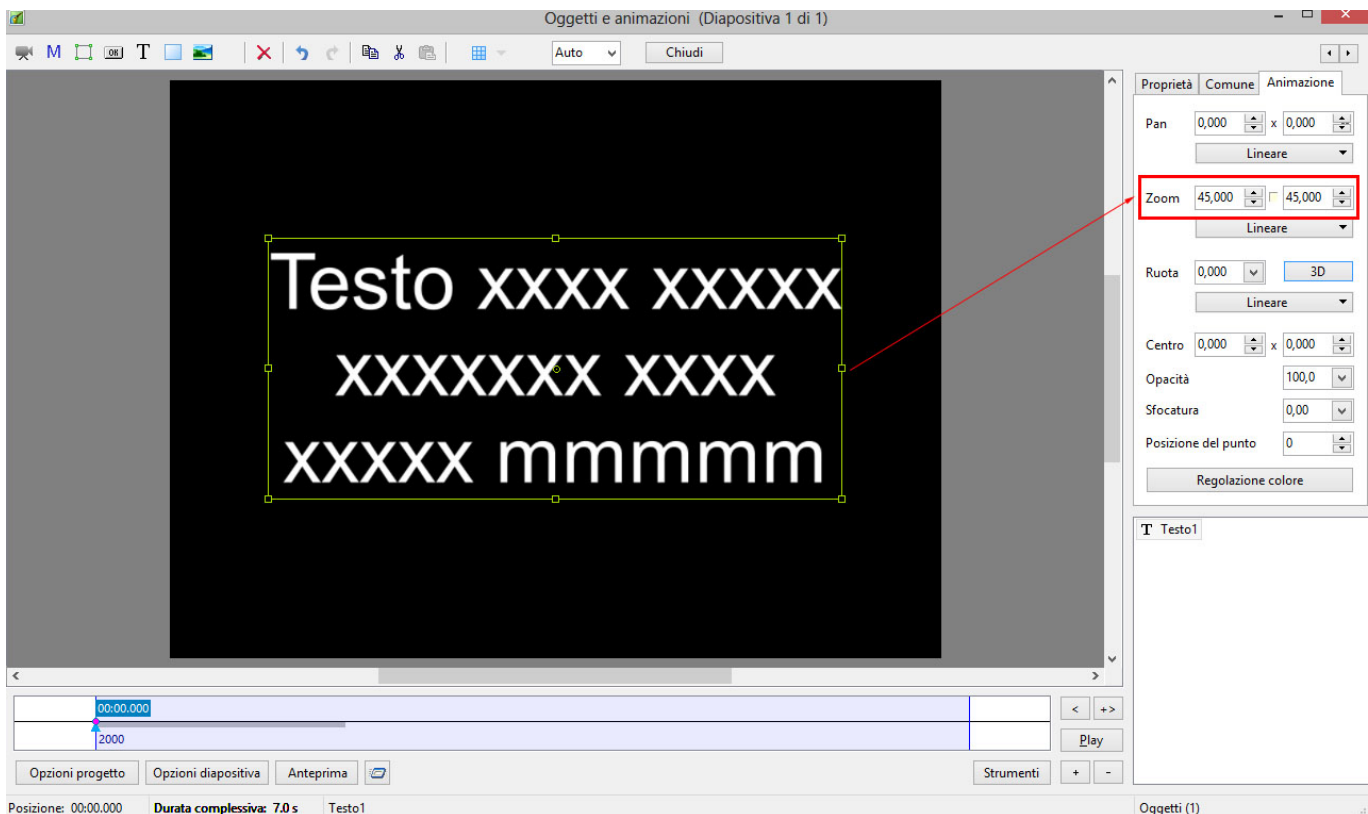 Oggetti e animazioni (Diapositiva 1 di 1)
M OK T Auto Chiudi
Proprietà Comune Animazione
Pan 0,000 x 0,000
Lineare
Zoom 45,000 45,000
Lineare
Ruota 0,000 3D
Lineare
Centro 0,000 x 0,000
Opacità 100,0
Sfocatura 0,00
Posizione del punto 0
Regolazione colore
Testo xxxx xxxxx
xxxxxxx xxxx
xxxxx mmmmm
T Testo1
00:00.000
2000
< +>
Play
Opzioni progetto Opzioni diapositiva Anteprima Strumenti + -
Posizione: 00:00.000 Durata complessiva: 7.0 s Testo1 Oggetti (1)